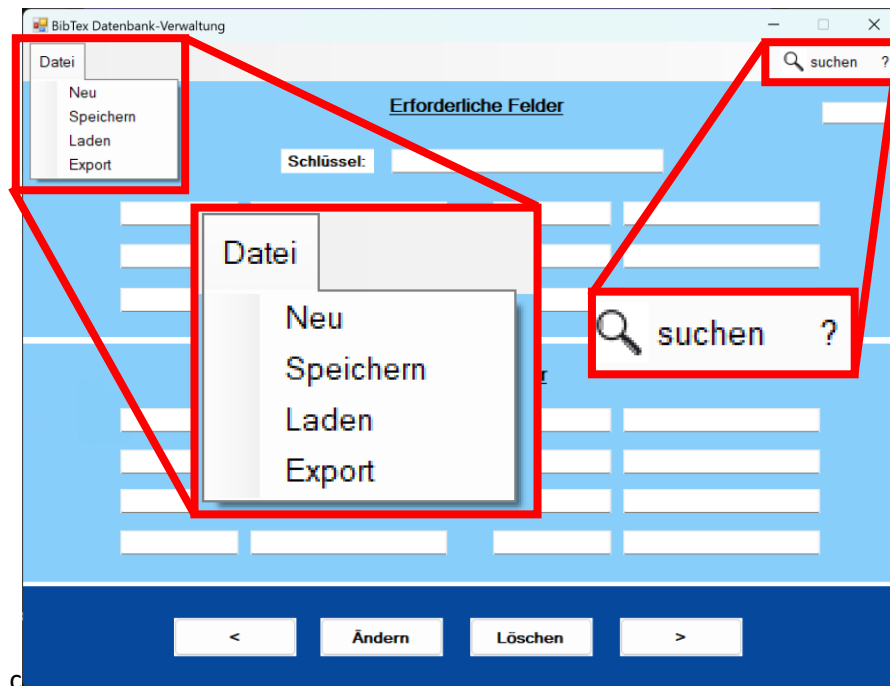 BibTex Datenbank-Verwaltung
Datei
suchen ?
Neu
Speichern
Laden
Export
Erforderliche Felder
Schlüssel:
Datei
Neu
Speichern
Laden
Export
suchen ?
r
<
Ändern
Löschen
>
c